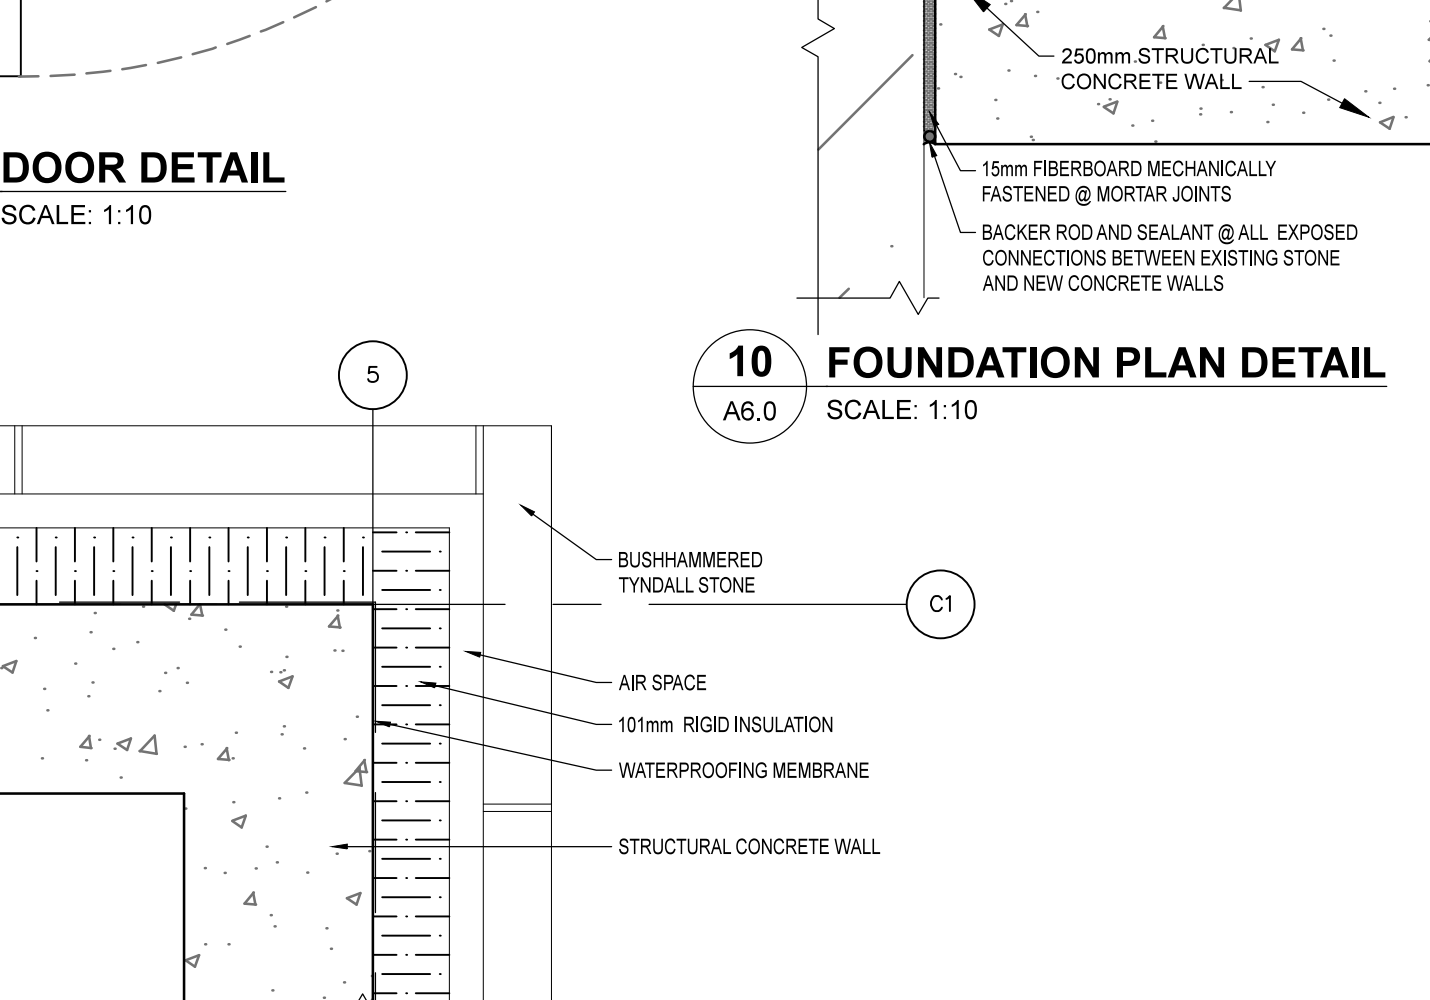 250mm STRUCTURAL
CONCRETE WALL
DOOR DETAIL
SCALE: 1:10
15mm FIBERBOARD MECHANICALLY
FASTENED @ MORTAR JOINTS
BACKER ROD AND SEALANT @ ALL EXPOSED
CONNECTIONS BETWEEN EXISTING STONE
AND NEW CONCRETE WALLS
10
A6.0
FOUNDATION PLAN DETAIL
SCALE: 1:10
5
BUSHHAMMERED
TYNDALL STONE
C1
AIR SPACE
101mm RIGID INSULATION
WATERPROOFING MEMBRANE
STRUCTURAL CONCRETE WALL